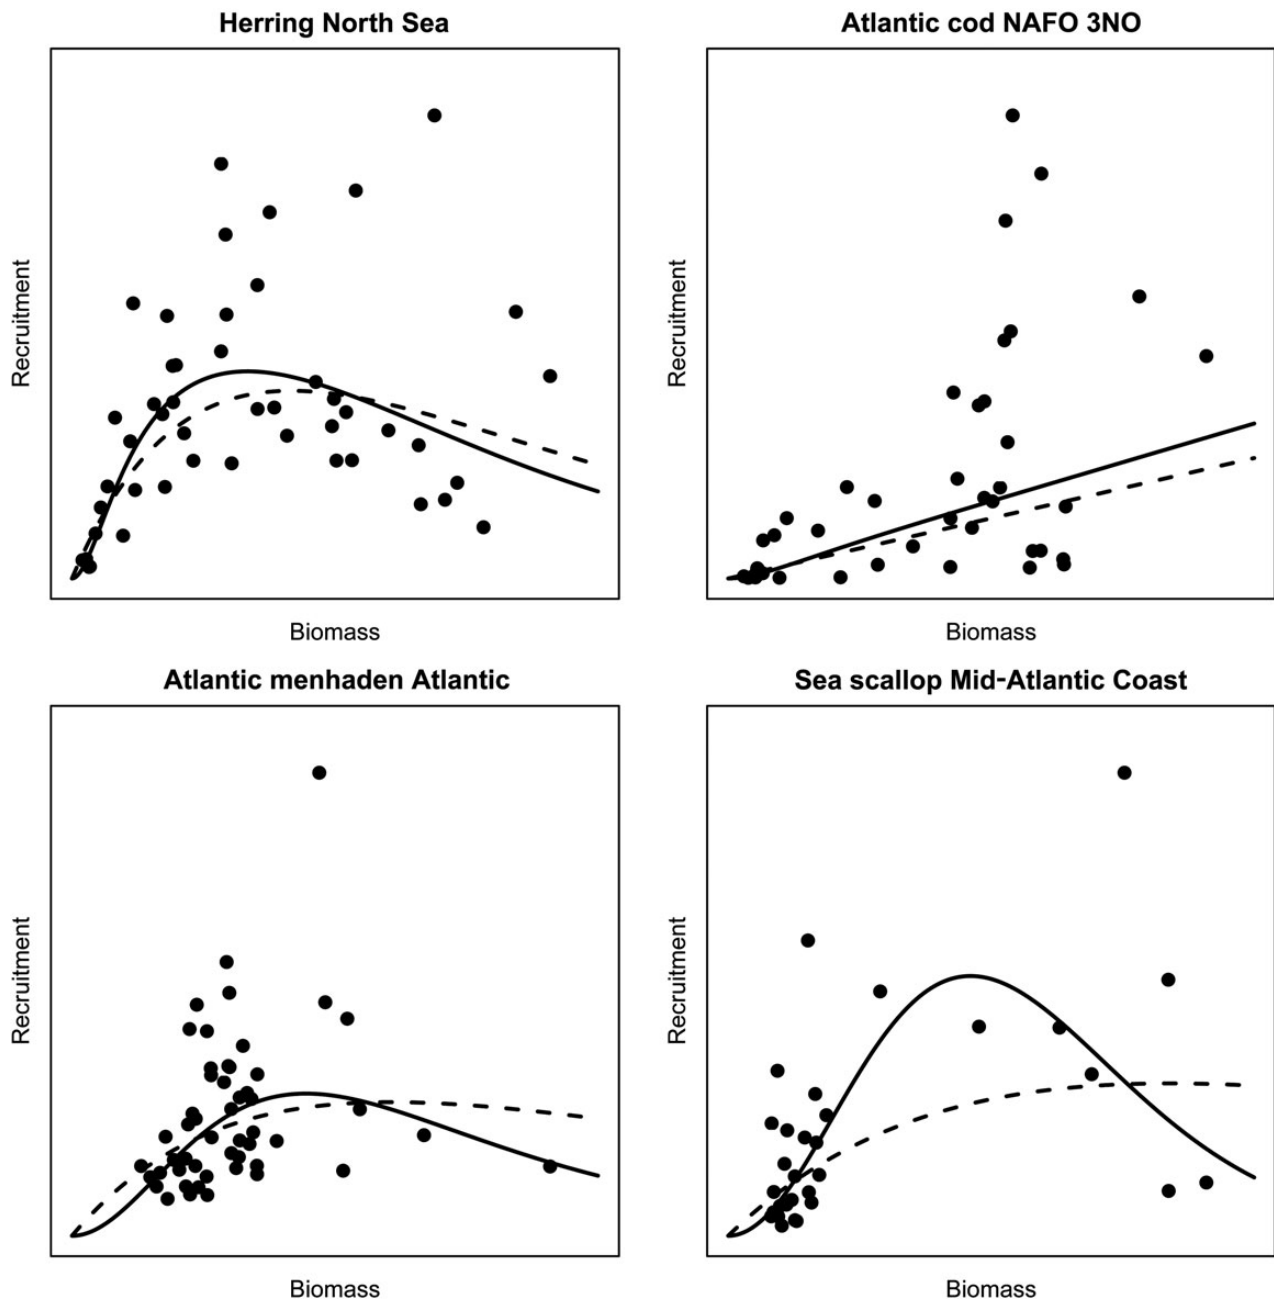 Herring North Sea
Recruitment
Biomass
Atlantic cod NAFO 3NO
Recruitment
Biomass
Atlantic menhaden Atlantic
Recruitment
Biomass
Sea scallop Mid-Atlantic Coast
Recruitment
Biomass